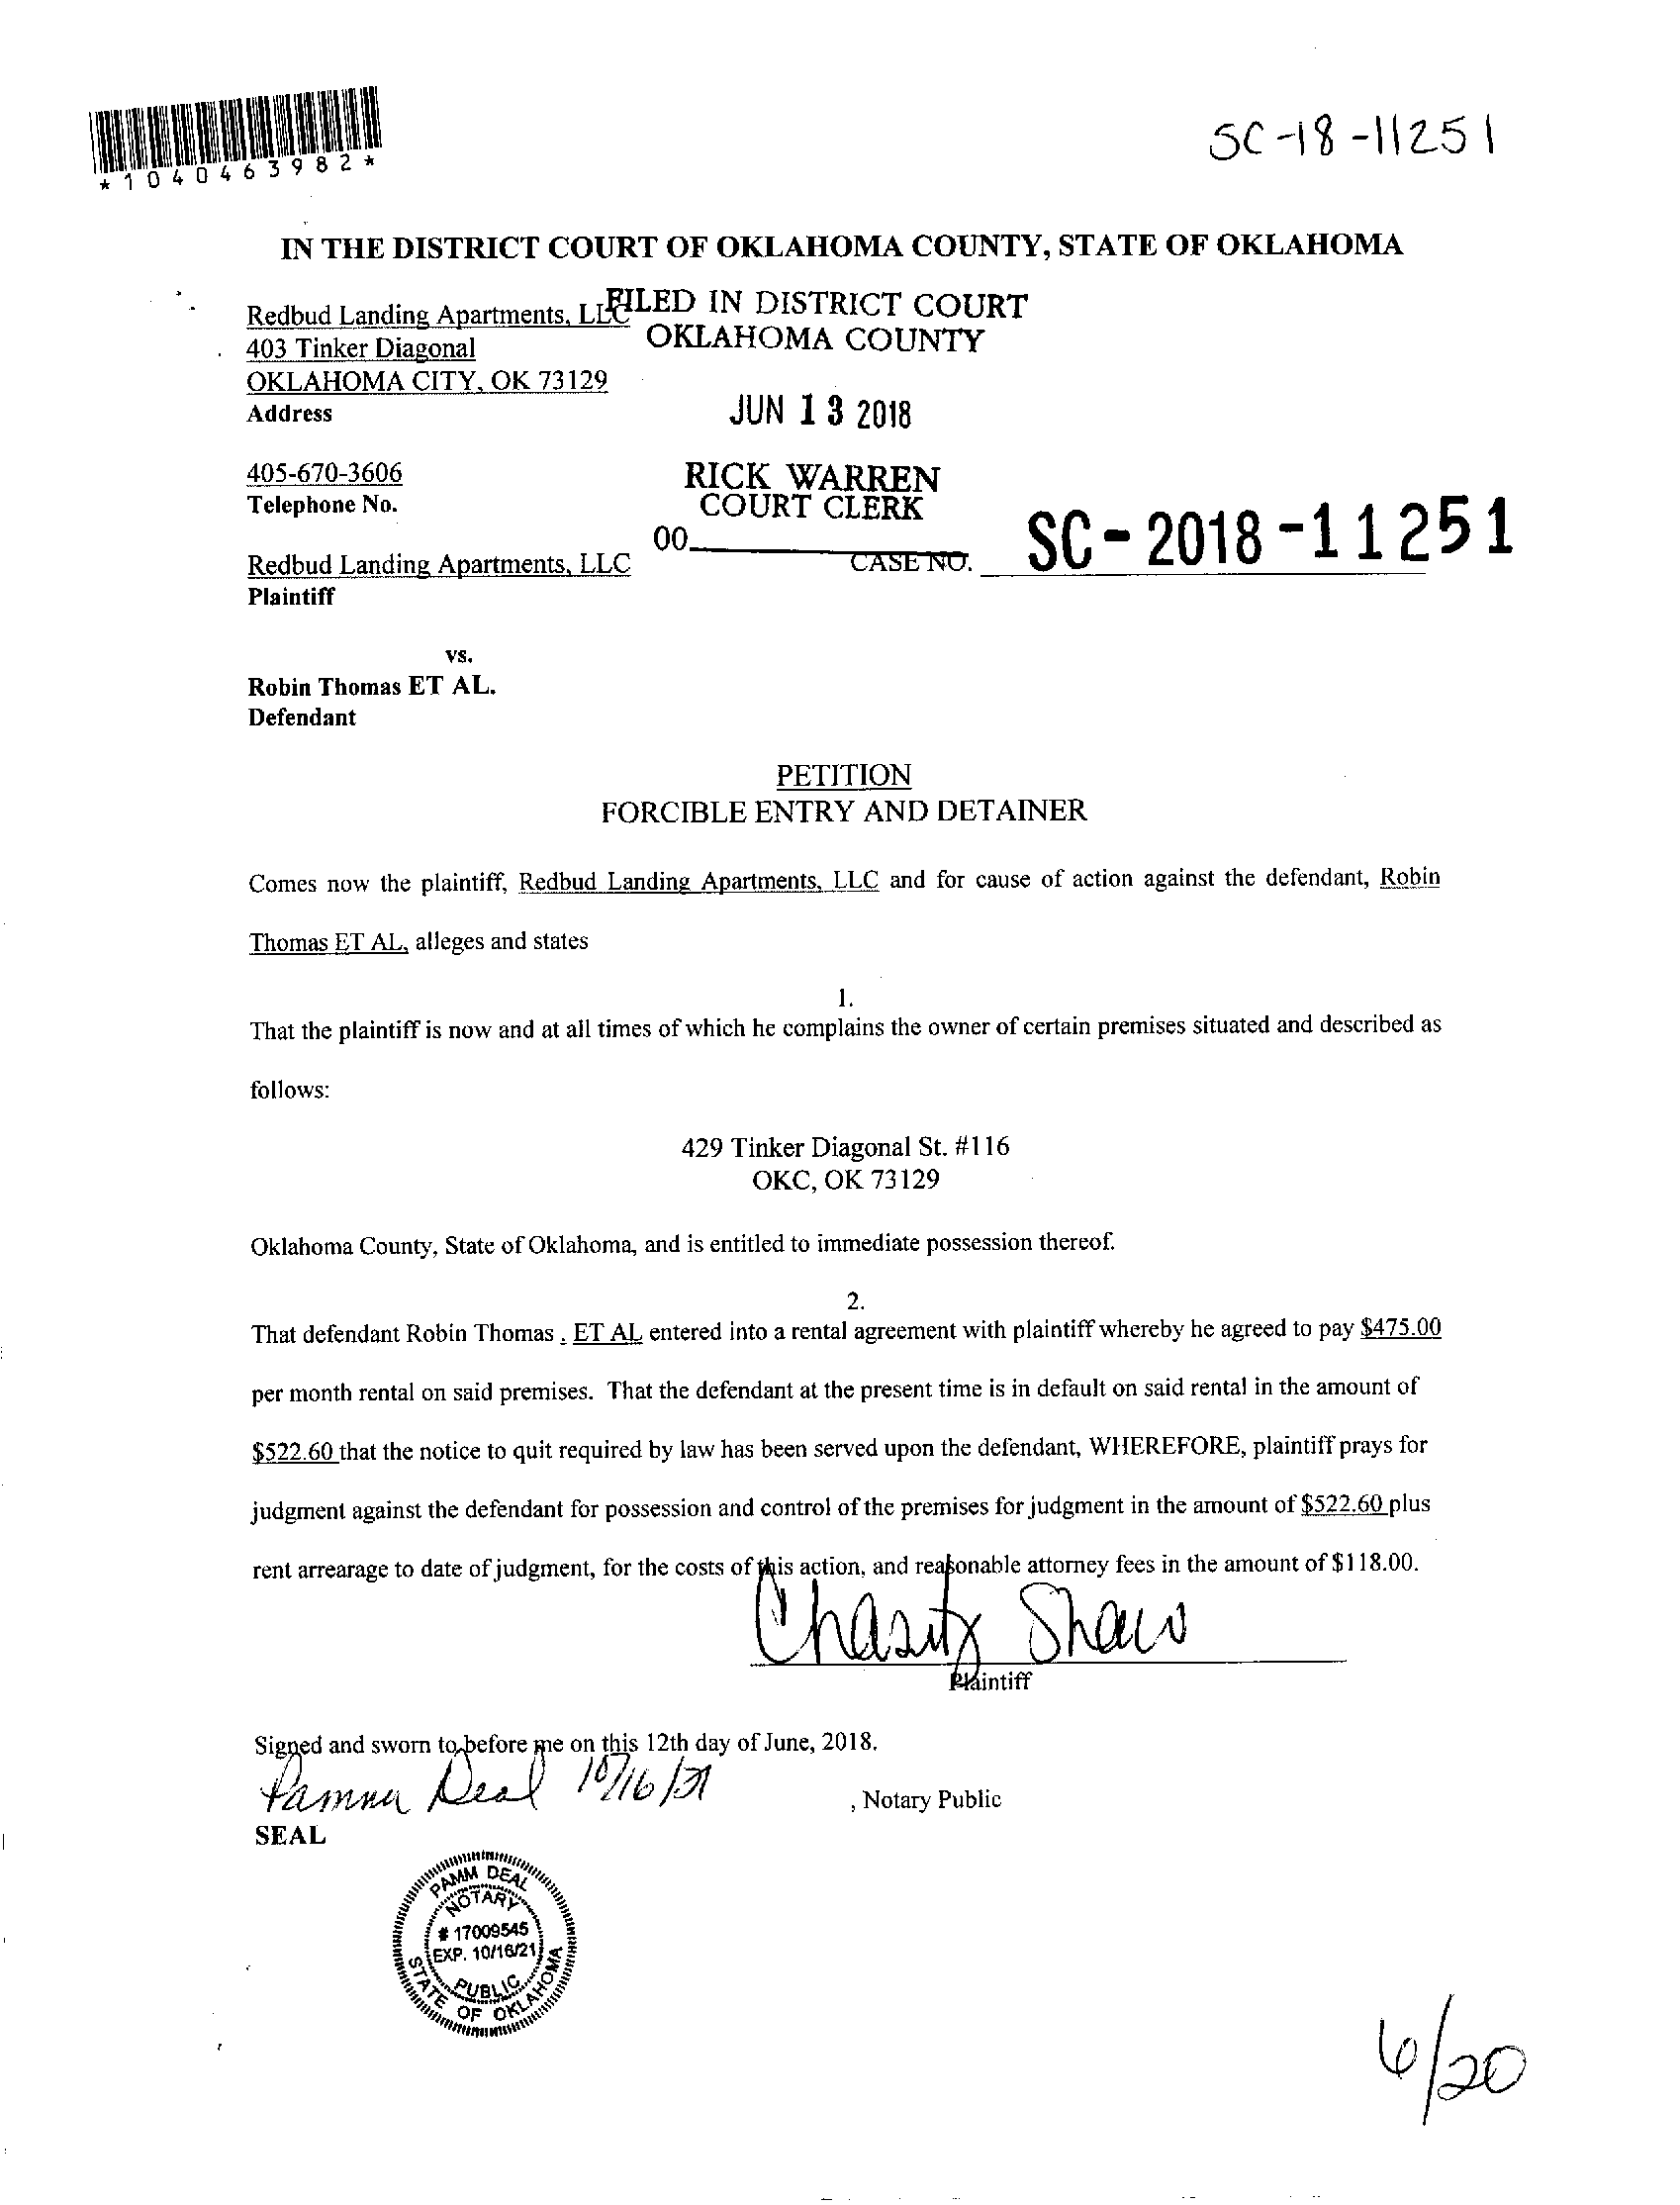 *1040463982*
SC-18-11251
IN THE DISTRICT COURT OF OKLAHOMA COUNTY, STATE OF OKLAHOMA
Redbud Landing Apartments, LLC
403 Tinker Diagonal
OKLAHOMA CITY, OK 73129
Address
FILED IN DISTRICT COURT
OKLAHOMA COUNTY
JUN 13 2018
RICK WARREN
COURT CLERK
00
405-670-3606
Telephone No.
Redbud Landing Apartments, LLC
Plaintiff
CASE NO. SC-2018-11251
vs.
Robin Thomas ET AL.
Defendant
PETITION
FORCIBLE ENTRY AND DETAINER
Comes now the plaintiff, Redbud Landing Apartments, LLC and for cause of action against the defendant, Robin
Thomas ET AL, alleges and states
1.
That the plaintiff is now and at all times of which he complains the owner of certain premises situated and described as
follows:
429 Tinker Diagonal St. #116
OKC, OK 73129
Oklahoma County, State of Oklahoma, and is entitled to immediate possession thereof.
2.
That defendant Robin Thomas . ET AL entered into a rental agreement with plaintiff whereby he agreed to pay $475.00
per month rental on said premises. That the defendant at the present time is in default on said rental in the amount of
$522.60 that the notice to quit required by law has been served upon the defendant, WHEREFORE, plaintiff prays for
judgment against the defendant for possession and control of the premises for judgment in the amount of $522.60 plus
rent arrearage to date of judgment, for the costs of this action, and reasonable attorney fees in the amount of $118.00.
Chasity Shaw
Plaintiff
Signed and sworn to before me on this 12th day of June, 2018.
Pamm Deal 10/16/21
, Notary Public
SEAL
PAMM DEAL
NOTARY
# 17009545
EXP. 10/16/21
PUBLIC
STATE OF OKLAHOMA
6/20